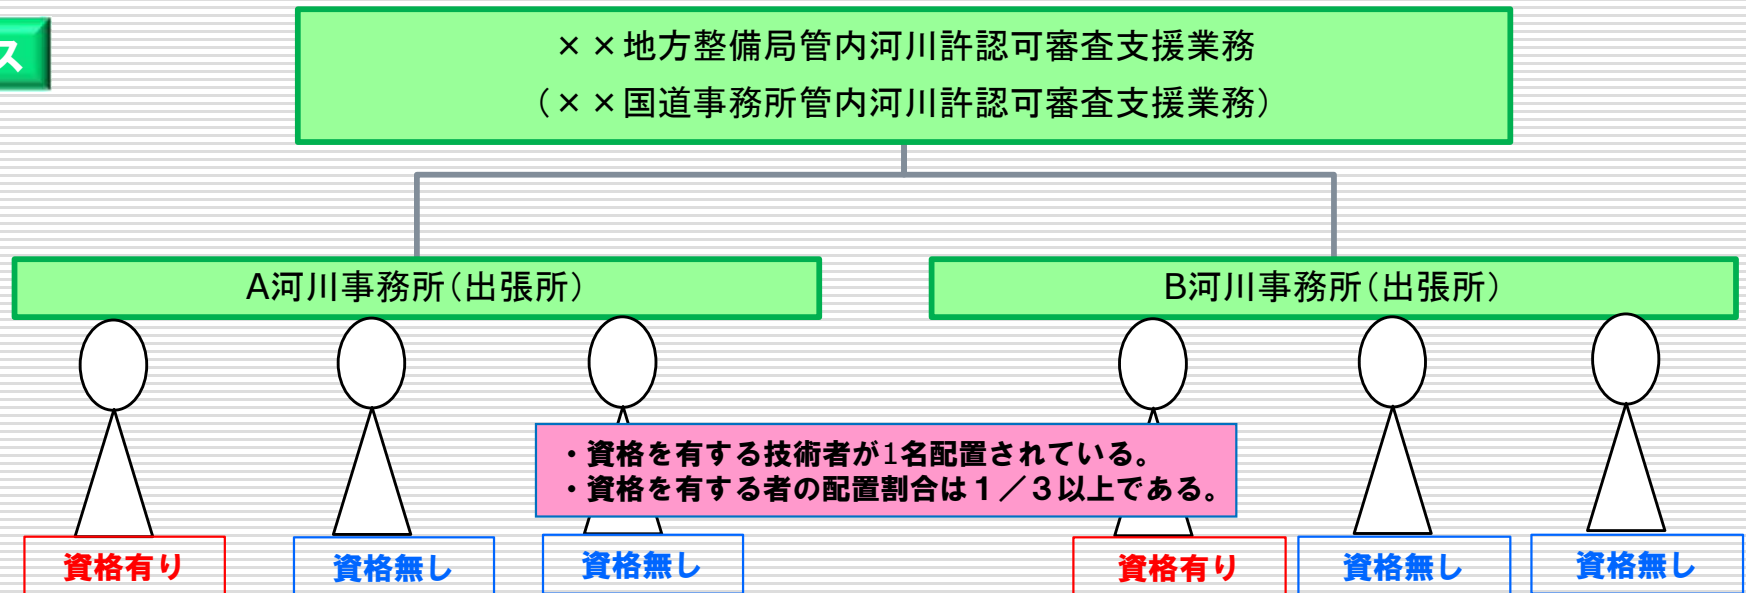 ス
××地方整備局管内河川許認可審査支援業務
（××国道事務所管内河川許認可審査支援業務）
A河川事務所（出張所）
B河川事務所（出張所）
・資格を有する技術者が1名配置されている。
・資格を有する者の配置割合は１／３以上である。
資格有り
資格無し
資格無し
資格有り
資格無し
資格無し